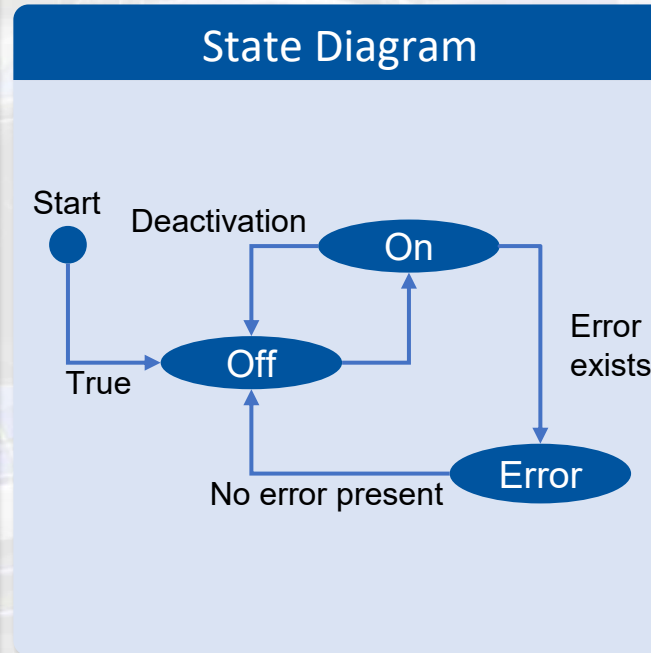 State Diagram
Start
Deactivation
On
Error
exists
Off
True
Error
No error present